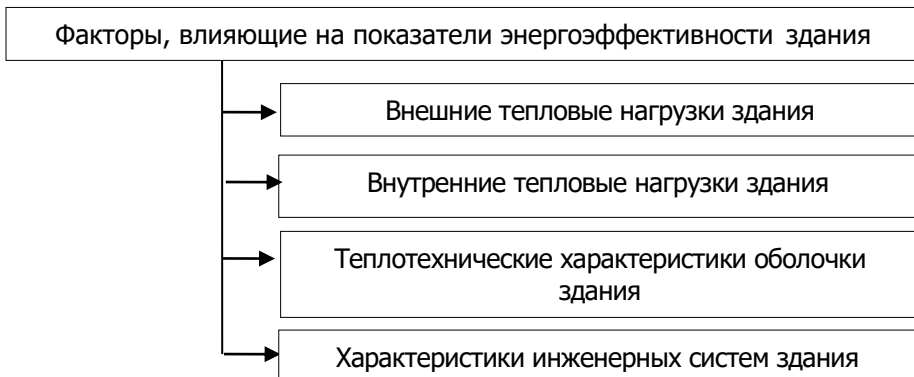 Факторы, влияющие на показатели энергоэффективности здания
Внешние тепловые нагрузки здания
Внутренние тепловые нагрузки здания
Теплотехнические характеристики оболочки
здания
Характеристики инженерных систем здания